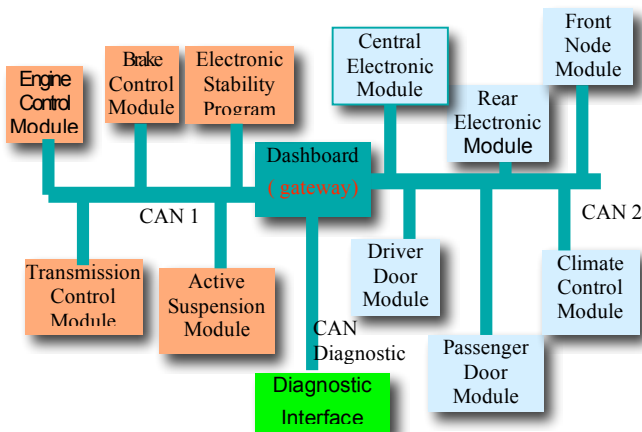 Engine
Control
Module
Brake
Control
Module
Electronic
Stability
Program
Central
Electronic
Module
Front
Node
Module
Rear
Electronic
Module
Dashboard
( gateway)
CAN 1
CAN 2
Transmission
Control
Module
Active
Suspension
Module
Driver
Door
Module
Climate
Control
Module
CAN
Diagnostic
Passenger
Door
Module
Diagnostic
Interface